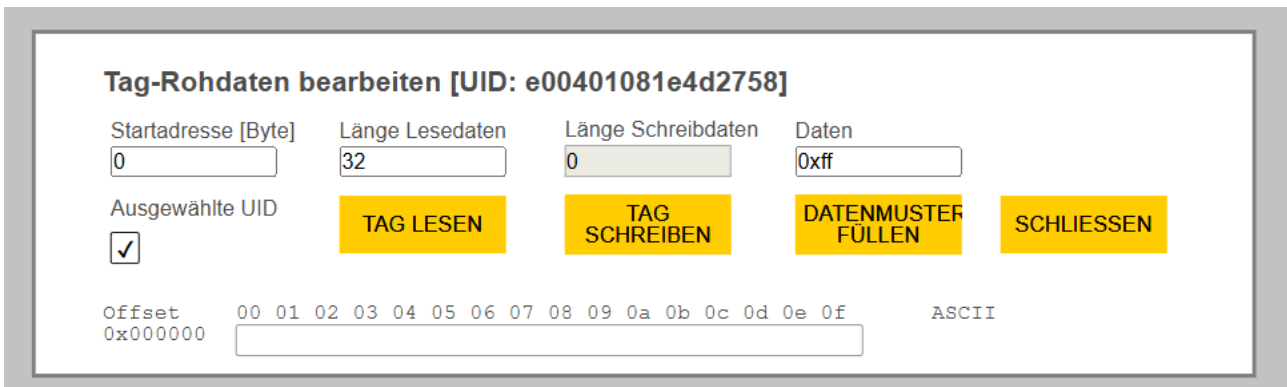 Tag-Rohdaten bearbeiten [UID: e00401081e4d2758]
Startadresse [Byte] Länge Lesedaten Länge Schreibdaten Daten
0 32 0 0xff
Ausgewählte UID
TAG LESEN
TAG
SCHREIBEN
DATENMUSTER
FÜLLEN
SCHLIESSEN
Offset 00 01 02 03 04 05 06 07 08 09 0a 0b 0c 0d 0e 0f ASCII
0x000000